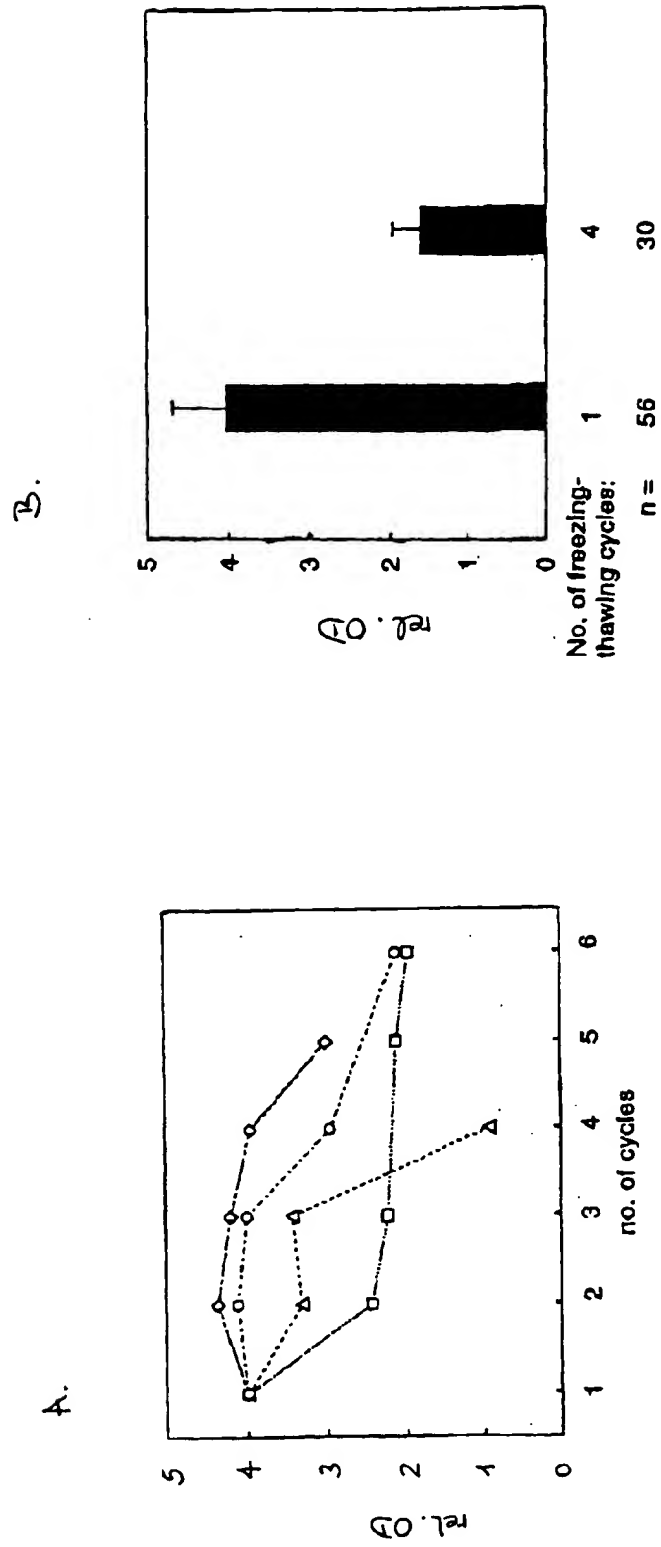 A.
rel. OD
5
4
3
2
1
0
1 2 3 4 5 6
no. of cycles
B.
rel. OD
5
4
3
2
1
0
No. of freezing-
thawing cycles: 1 4
n = 56 30